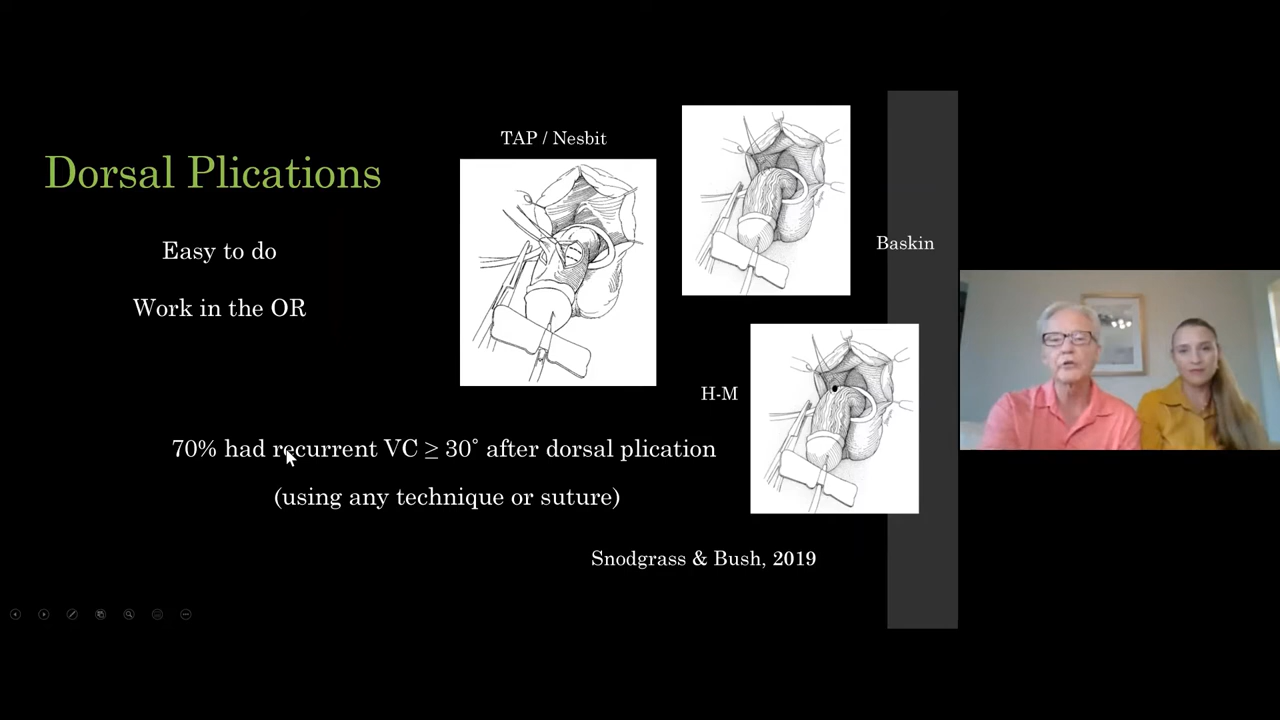 Dorsal Plications
Easy to do
Work in the OR
TAP / Nesbit
Baskin
H-M
70% had recurrent VC ≥ 30˚ after dorsal plication
(using any technique or suture)
Snodgrass & Bush, 2019